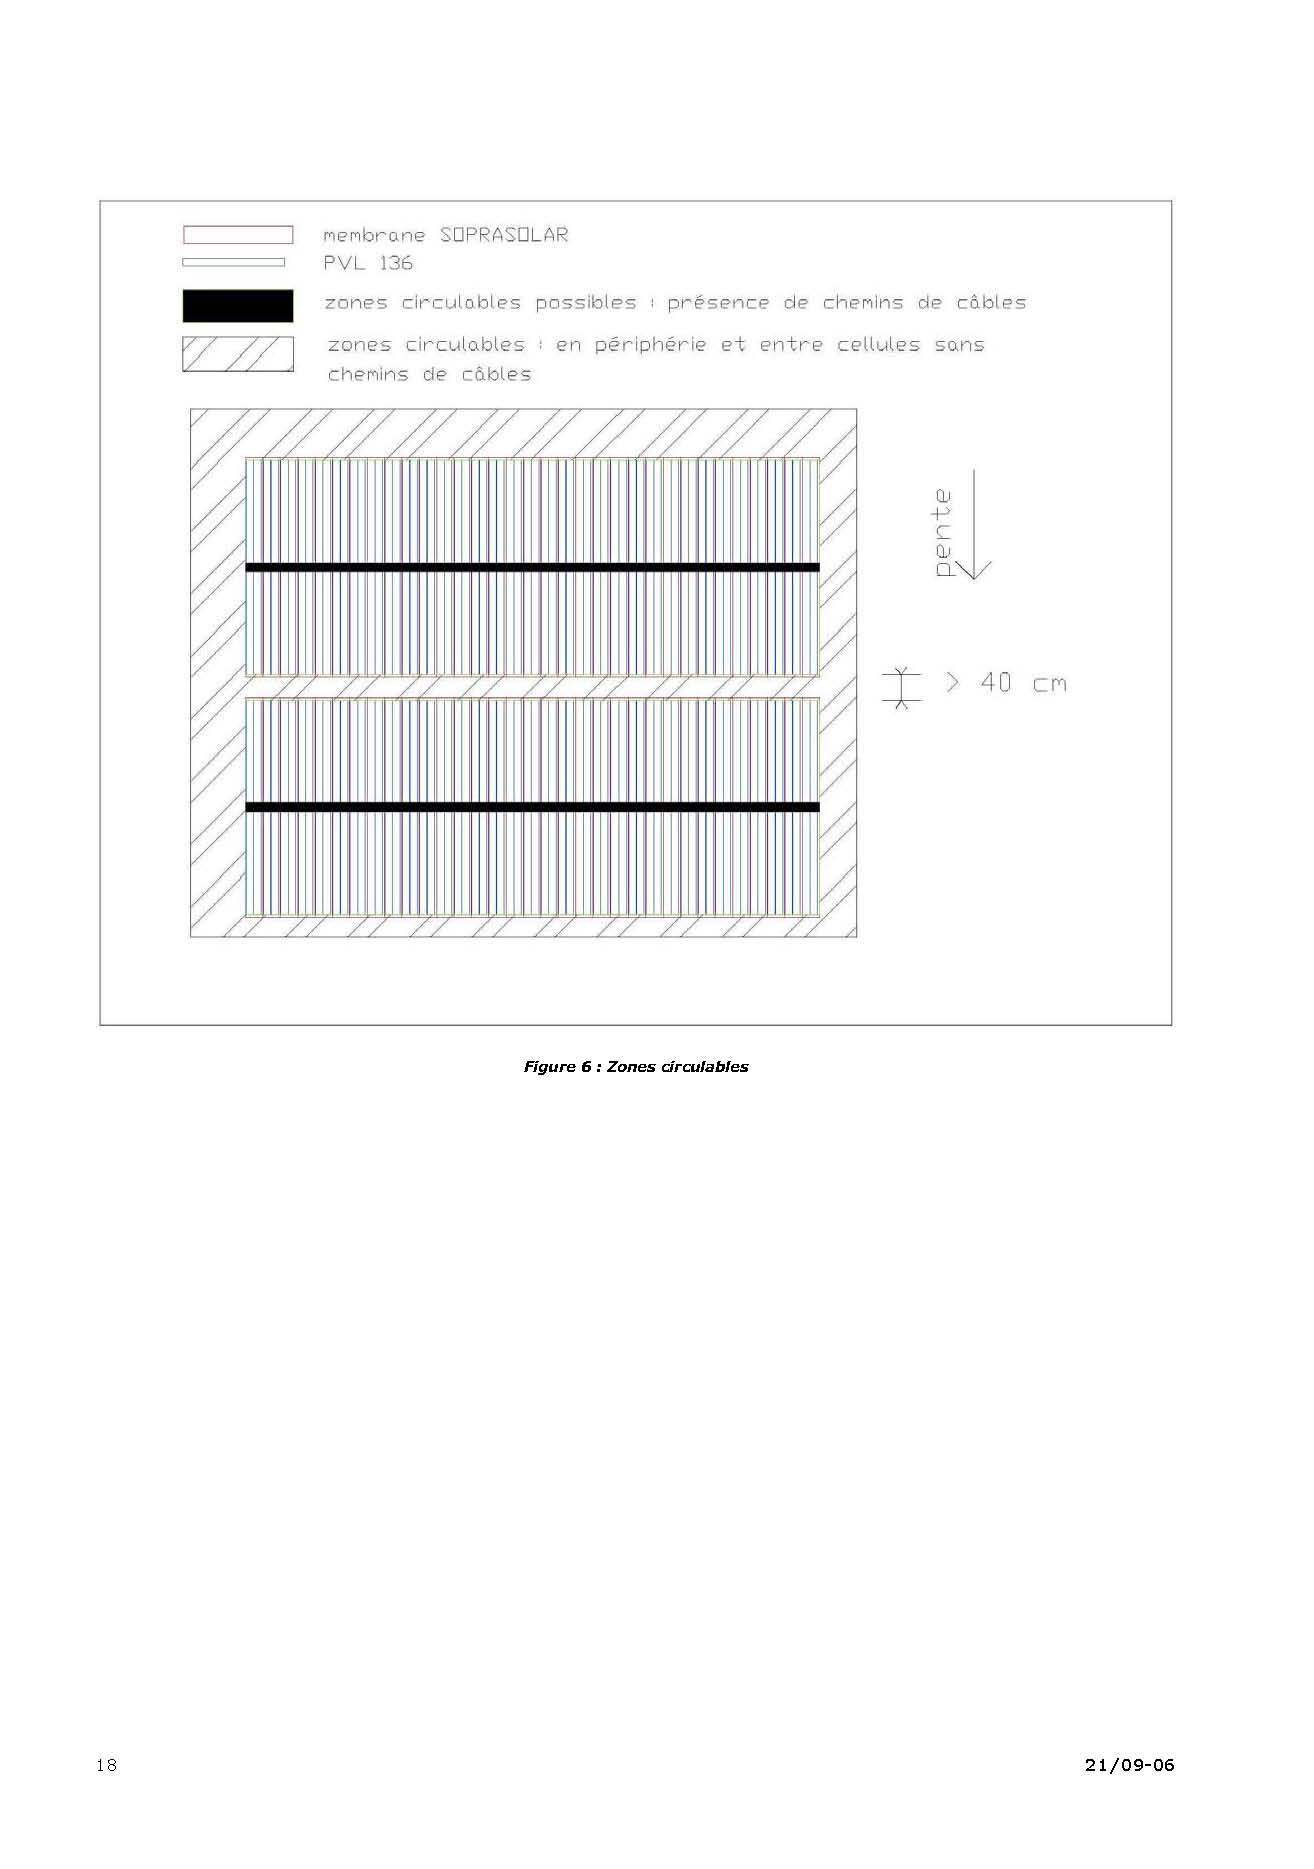 membrane SOPRASOLAR
PVL 136
zones circulables possibles : présence de chemins de câbles
zones circulables : en périphérie et entre cellules sans
chemins de câbles
pente
> 40 cm
Figure 6 : Zones circulables
18
21/09-06